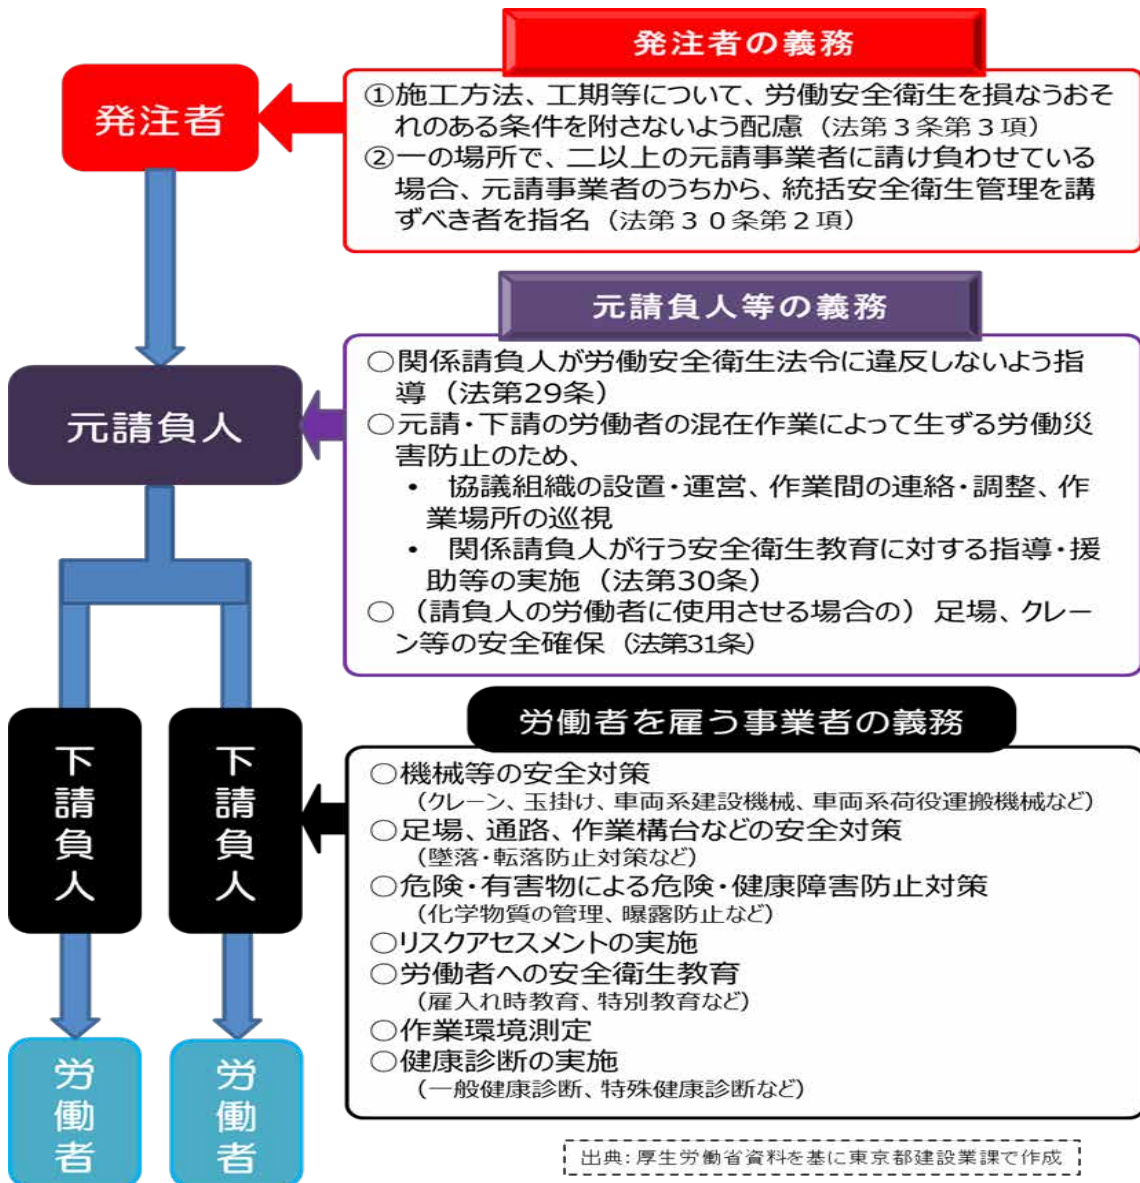 発注者の義務
発注者
①施工方法、工期等について、労働安全衛生を損なうおそ
れのある条件を附さないよう配慮（法第３条第３項）
②一の場所で、二以上の元請事業者に請け負わせている
場合、元請事業者のうちから、統括安全衛生管理を講
ずべき者を指名（法第３０条第２項）
元請負人等の義務
元請負人
○関係請負人が労働安全衛生法令に違反しないよう指
導（法第29条）
○元請・下請の労働者の混在作業によって生ずる労働災
害防止のため、
• 協議組織の設置・運営、作業間の連絡・調整、作
業場所の巡視
• 関係請負人が行う安全衛生教育に対する指導・援
助等の実施（法第30条）
○（請負人の労働者に使用させる場合の）足場、クレー
ン等の安全確保（法第31条）
労働者を雇う事業者の義務
下請負人
下請負人
○機械等の安全対策
（クレーン、玉掛け、車両系建設機械、車両系荷役運搬機械など）
○足場、通路、作業構台などの安全対策
（墜落・転落防止対策など）
○危険・有害物による危険・健康障害防止対策
（化学物質の管理、曝露防止など）
○リスクアセスメントの実施
○労働者への安全衛生教育
（雇入れ時教育、特別教育など）
○作業環境測定
○健康診断の実施
（一般健康診断、特殊健康診断など）
労働者
労働者
出典：厚生労働省資料を基に東京都建設業課で作成